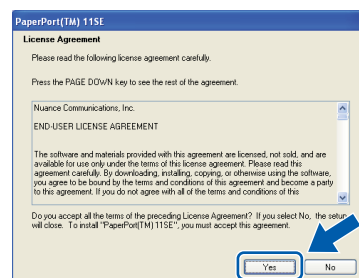 PaperPort(TM) 11SE
License Agreement
Please read the following license agreement carefully.
Press the PAGE DOWN key to see the rest of the agreement.
Nuance Communications, Inc.
END-USER LICENSE AGREEMENT
The software and materials provided with this agreement are licensed, not sold, and are
available for use only under the terms of this license agreement. Please read this
agreement carefully. By downloading, installing, copying, or otherwise using the software,
you agree to be bound by the terms and conditions of this agreement and become a party
to this agreement. If you do not agree with all of the terms and conditions of this
Do you accept all the terms of the preceding License Agreement? If you select No, the setup
will close. To install "PaperPort(TM) 11SE", you must accept this agreement.
Yes
No